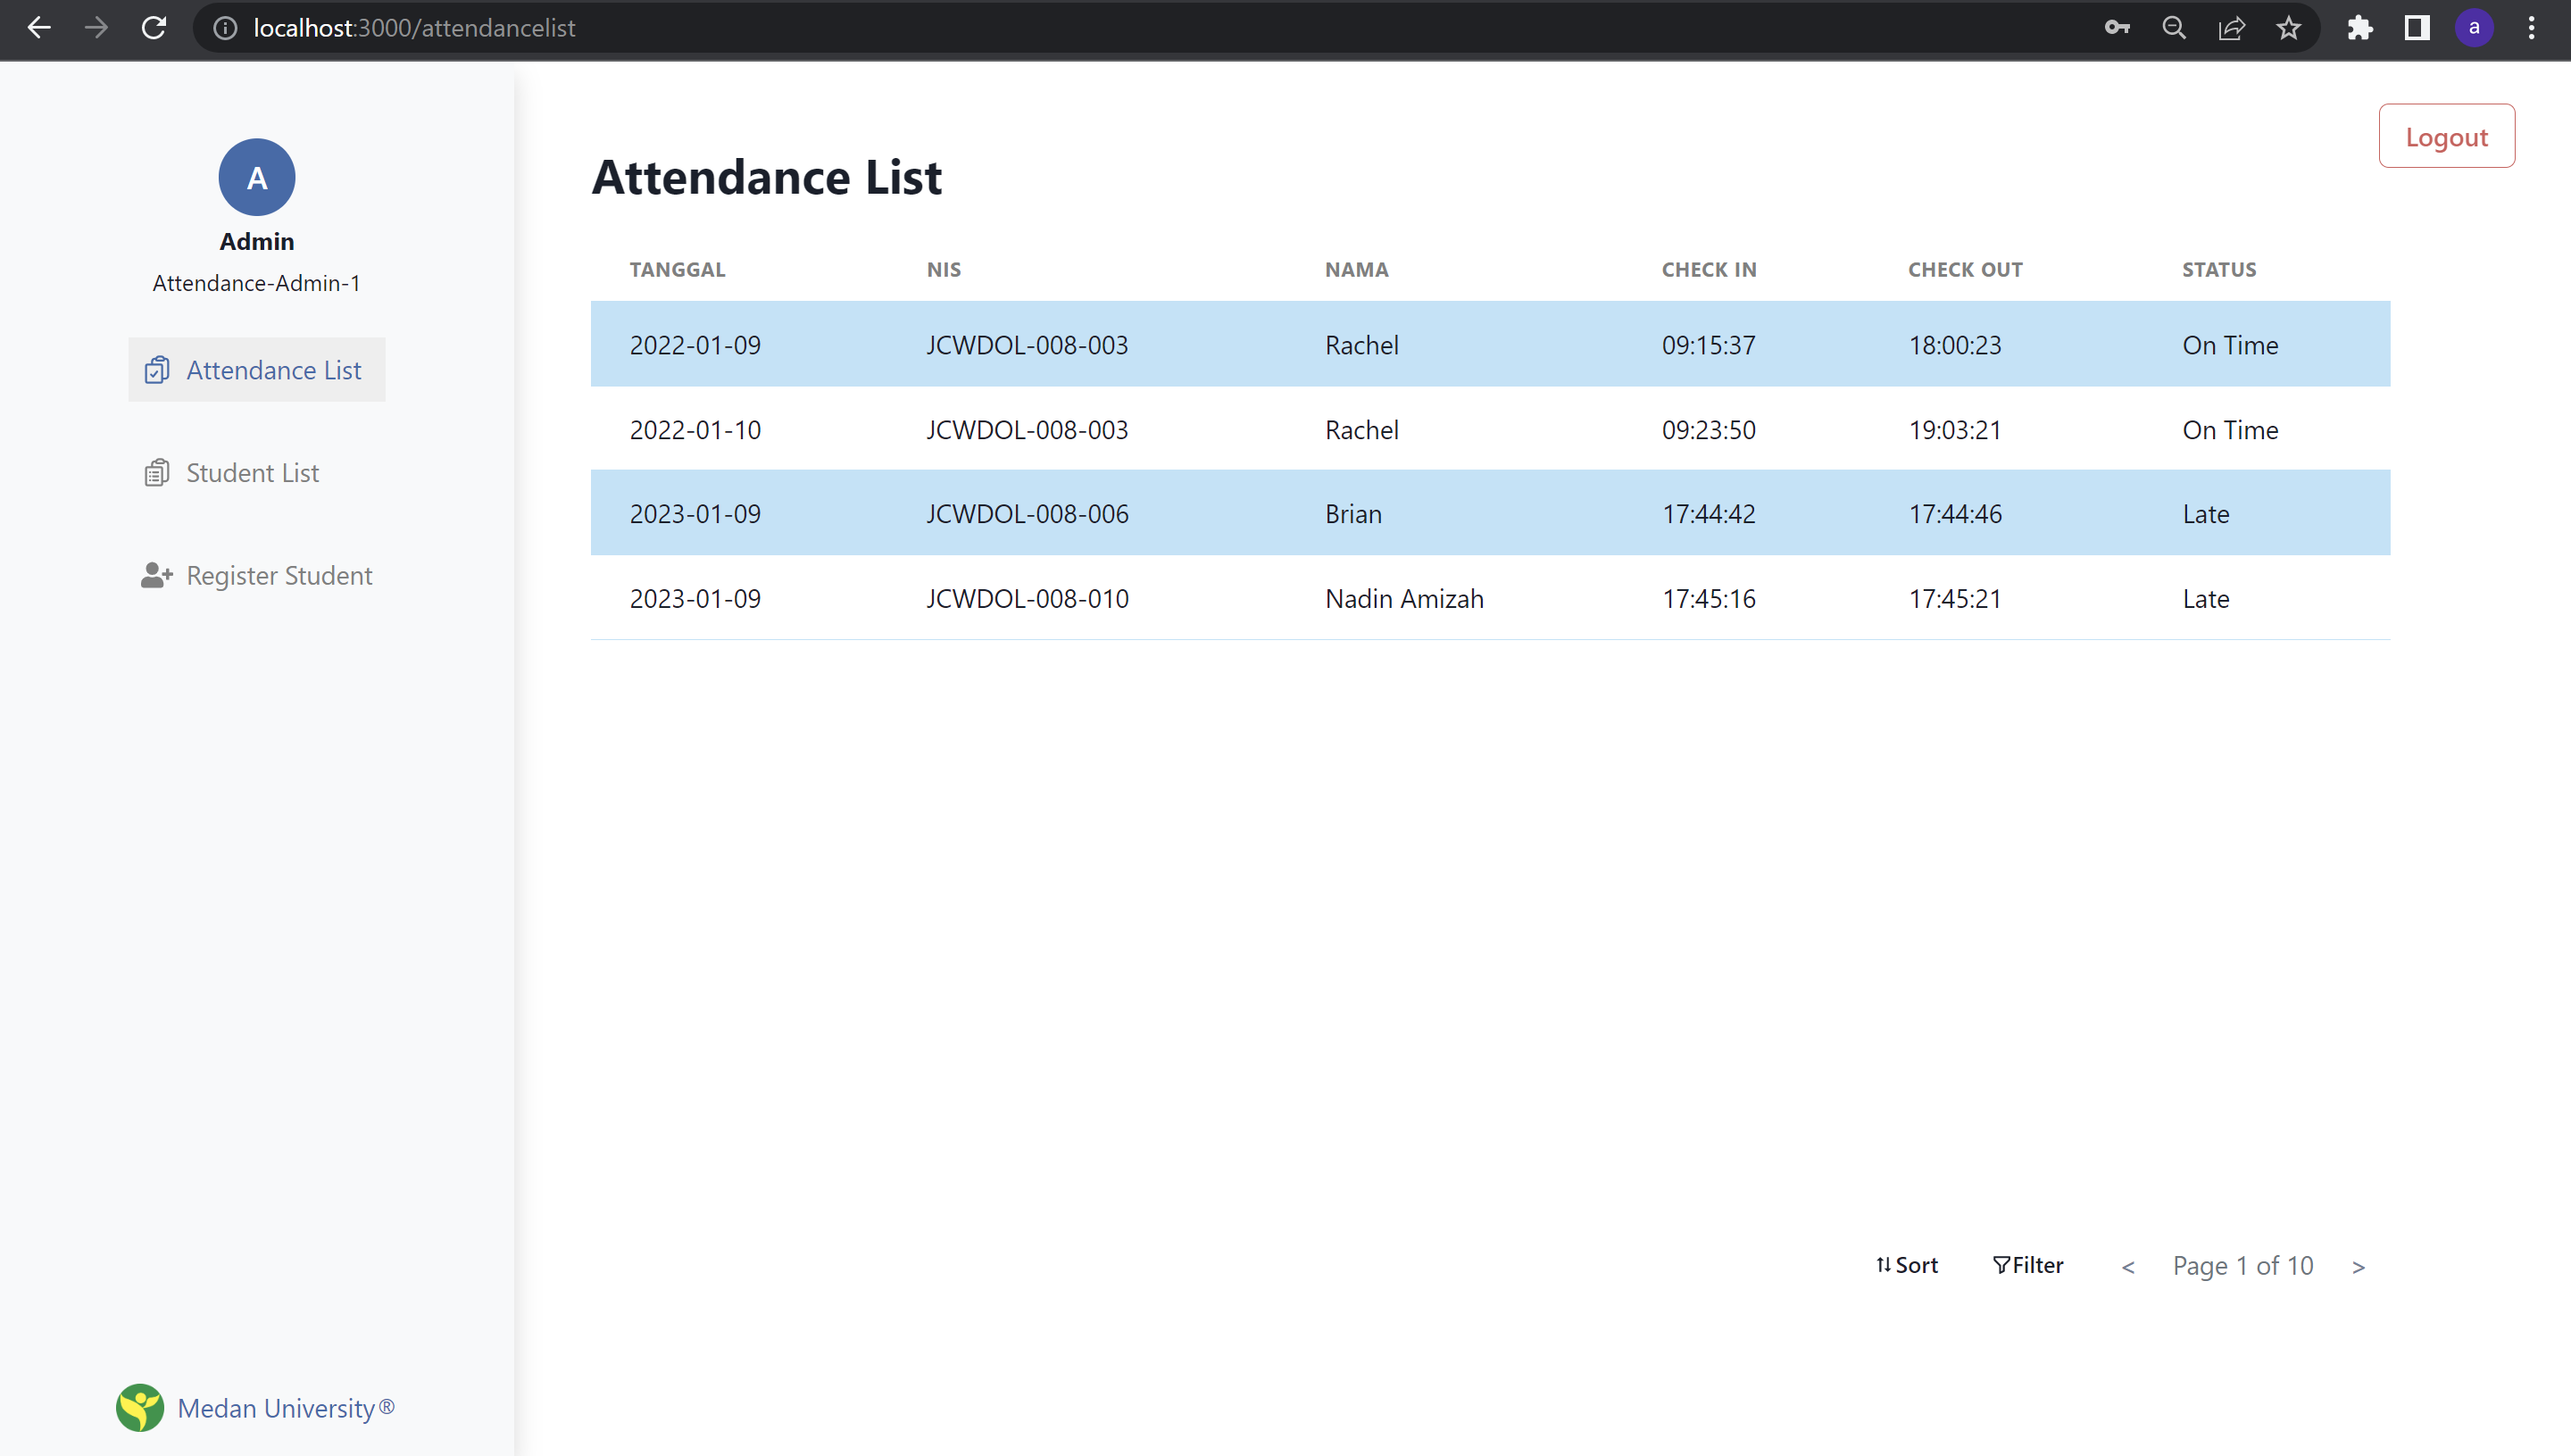 localhost:3000/attendancelist
a
Logout
A
Admin
Attendance-Admin-1
Attendance List
Student List
Register Student
Medan University®
Attendance List
TANGGAL NIS NAMA CHECK IN CHECK OUT STATUS
2022-01-09 JCWDOL-008-003 Rachel 09:15:37 18:00:23 On Time
2022-01-10 JCWDOL-008-003 Rachel 09:23:50 19:03:21 On Time
2023-01-09 JCWDOL-008-006 Brian 17:44:42 17:44:46 Late
2023-01-09 JCWDOL-008-010 Nadin Amizah 17:45:16 17:45:21 Late
Sort Filter < Page 1 of 10 >